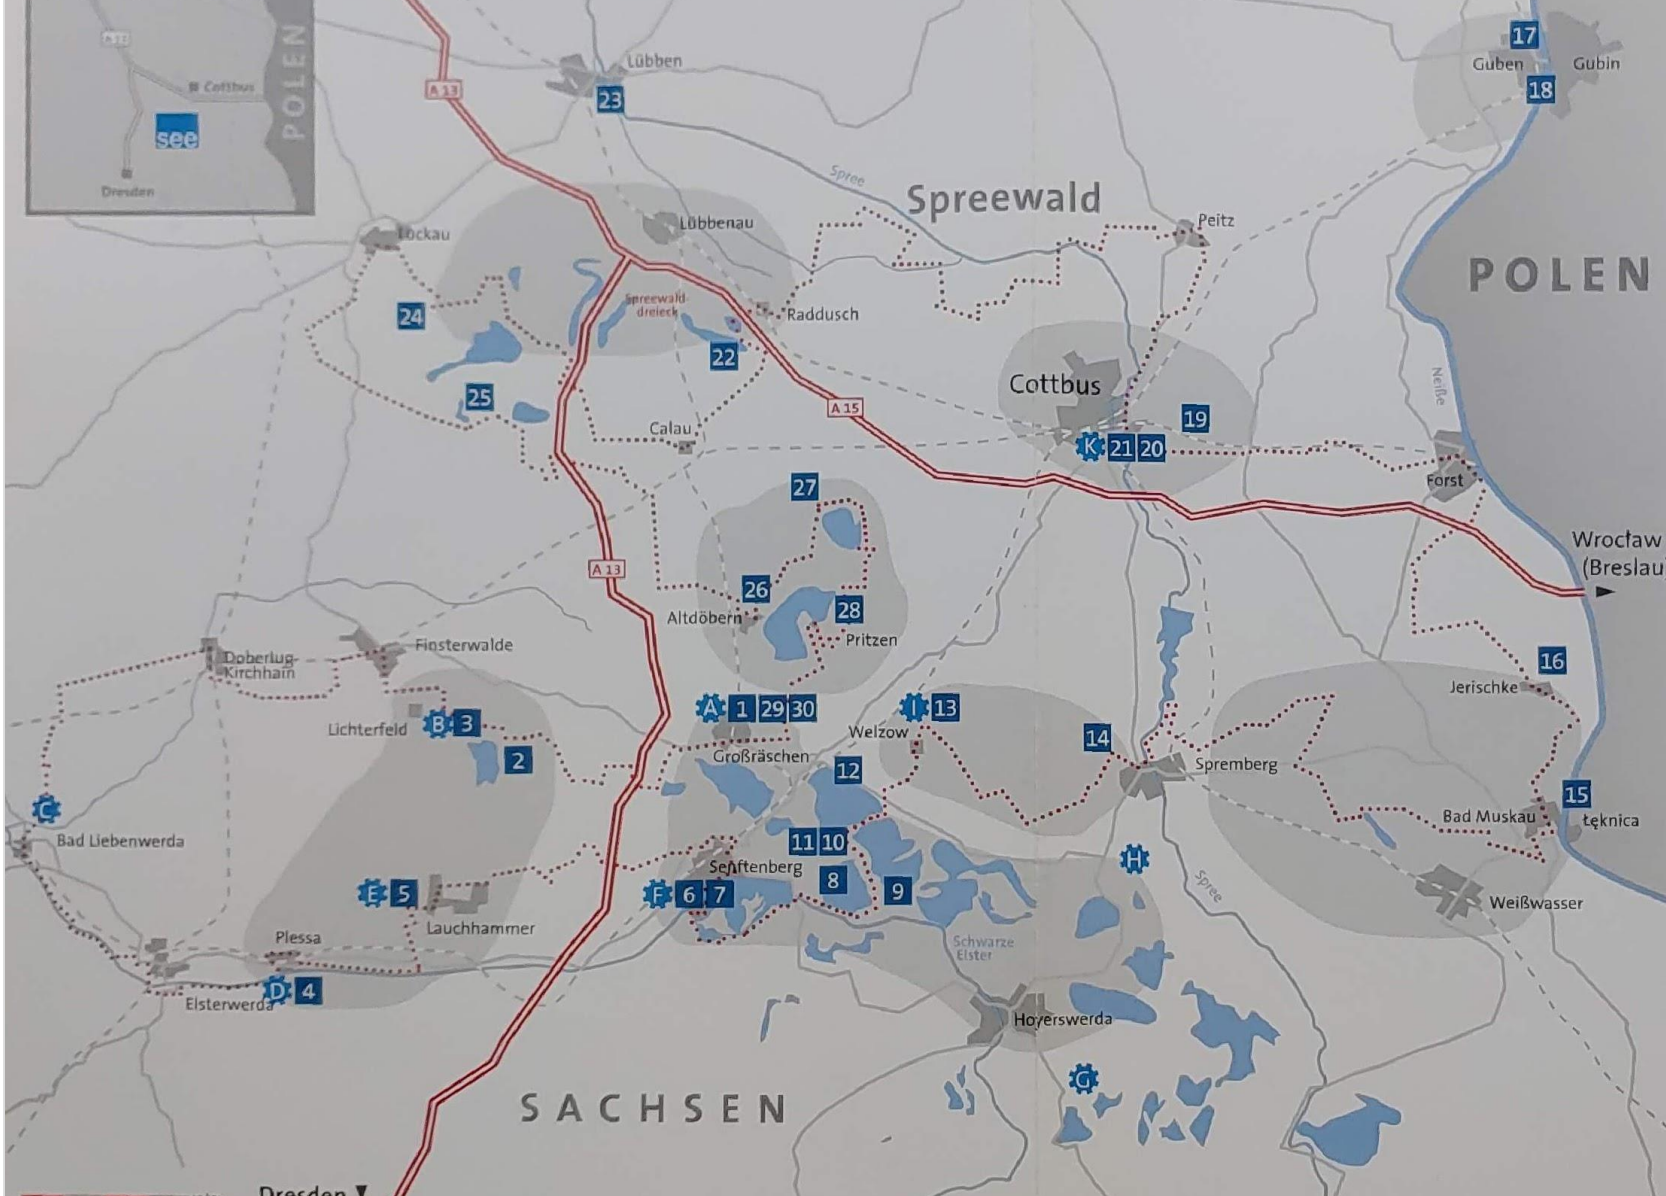 A 13
Cottbus
POLEN
see
Dresden
A 13
Lübben
23
17
Guben
Gubin
18
Spree
Spreewald
Lübbenau
Peitz
Luckau
POLEN
24
Spreewald-
dreieck
Raddusch
22
Cottbus
Neiße
25
A 15
19
Calau
K 21 20
Forst
27
Wrocław
(Breslau
A 13
26
28
Altdöbern
Pritzen
Finsterwalde
Doberlug-
Kirchhain
16
Jerischke
Lichterfeld
B 3
A 1 29 30
I 13
Welzow
14
2
Großräschen
12
Spremberg
C
15
Bad Muskau
Łęknica
Bad Liebenwerda
11 10
H
Senftenberg
8
9
E 5
F 6 7
Spree
Weißwasser
Lauchhammer
Plessa
Schwarze
Elster
D 4
Elsterwerda
Hoyerswerda
G
SACHSEN
Dresden